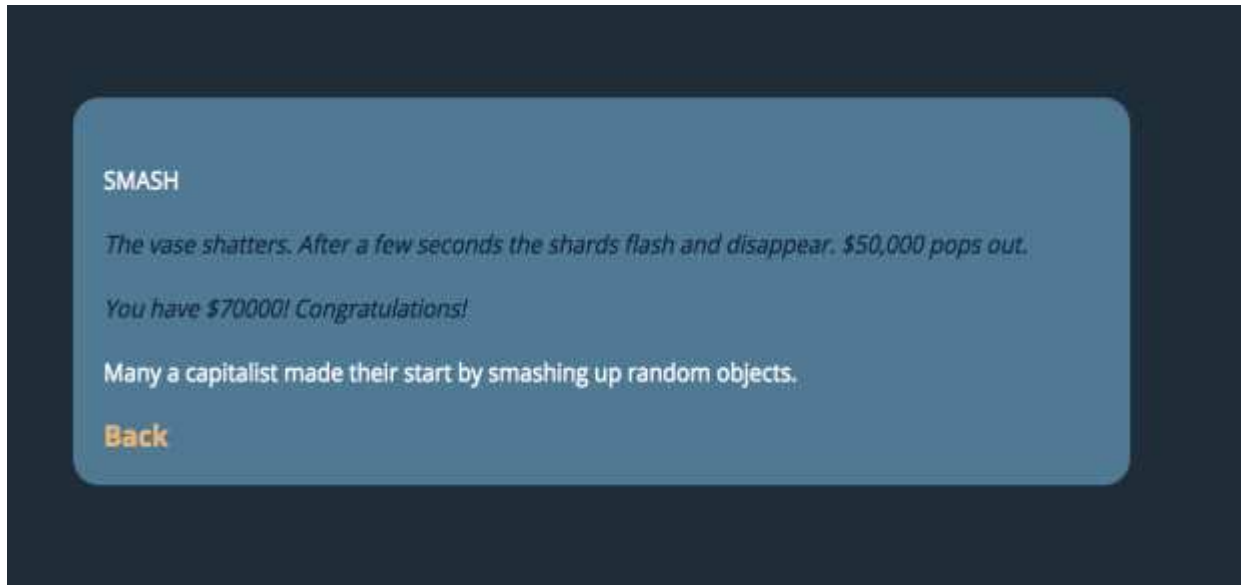 SMASH
The vase shatters. After a few seconds the shards flash and disappear. $50,000 pops out.
You have $70000! Congratulations!
Many a capitalist made their start by smashing up random objects.
Back